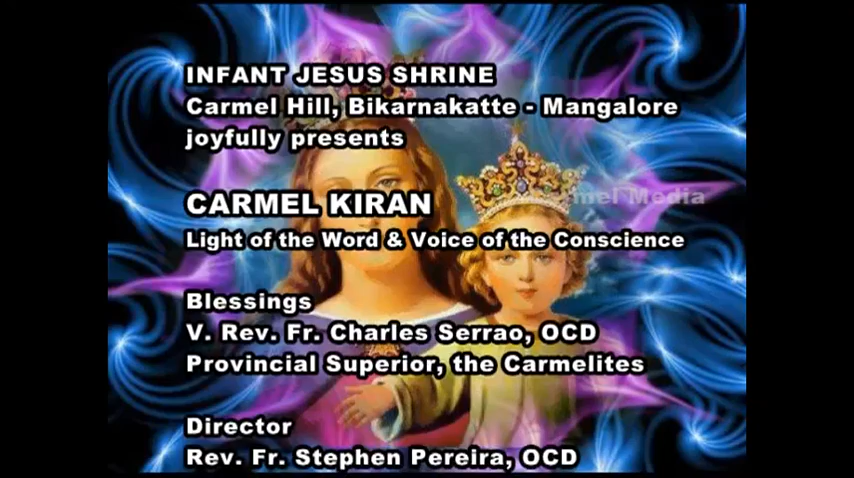 INFANT JESUS SHRINE
Carmel Hill, Bikarnakatte - Mangalore
joyfully presents
CARMEL KIRAN
Light of the Word & Voice of the Conscience
Blessings
V. Rev. Fr. Charles Serrao, OCD
Provincial Superior, the Carmelites
Director
Rev. Fr. Stephen Pereira, OCD
Media